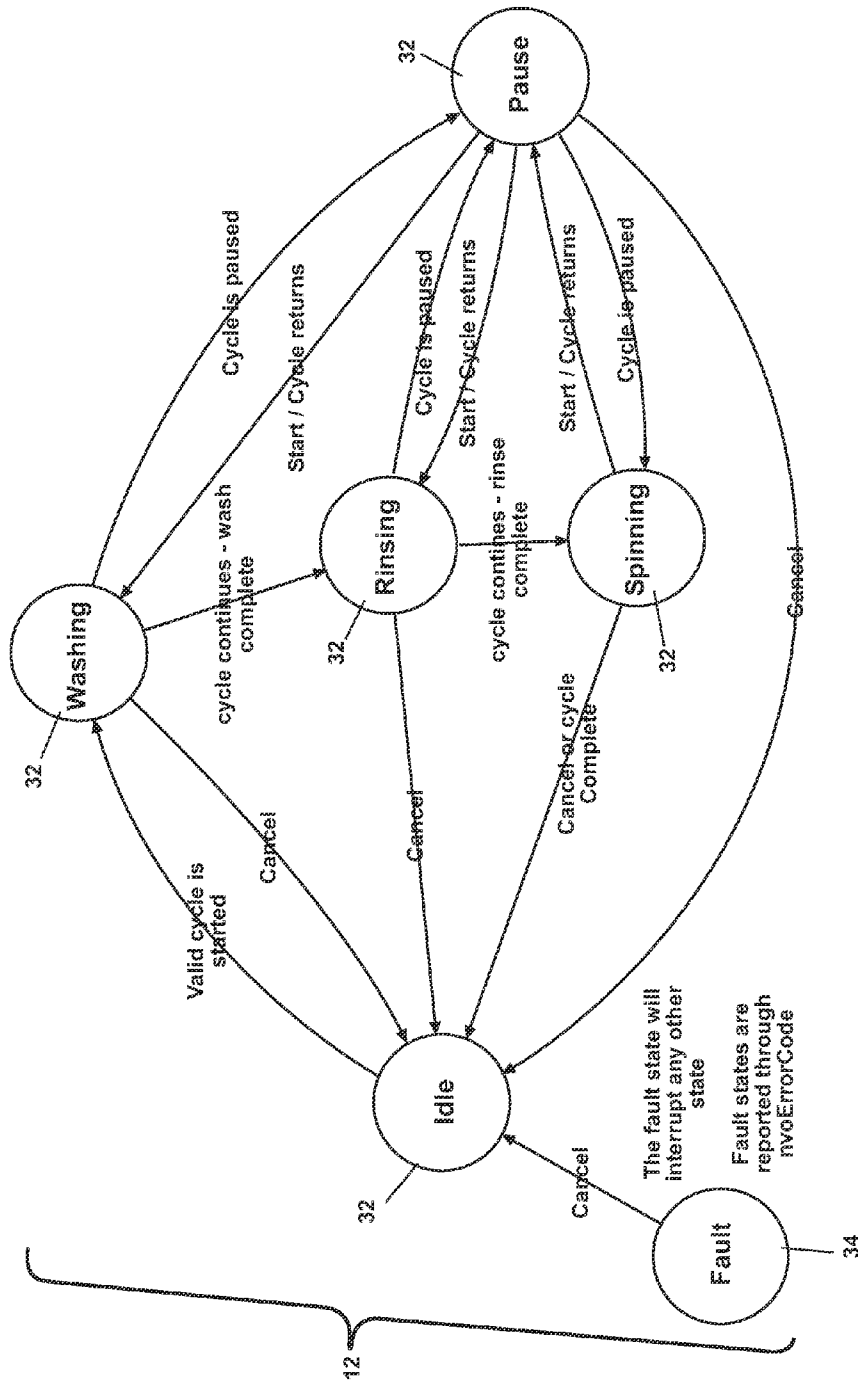 12
32
Washing
Valid cycle is
started
Cancel
cycle continues - wash
complete
Start / Cycle returns
Cycle is paused
32
Idle
Cancel
32
Rinsing
Cycle is paused
Start / Cycle returns
32
Pause
cycle contines - rinse
complete
Cancel or cycle
Complete
Start / Cycle returns
Cycle is paused
Spinning
32
Cancel
Cancel
The fault state will
interrupt any other
state
Fault states are
reported through
nvoErrorCode
Fault
34